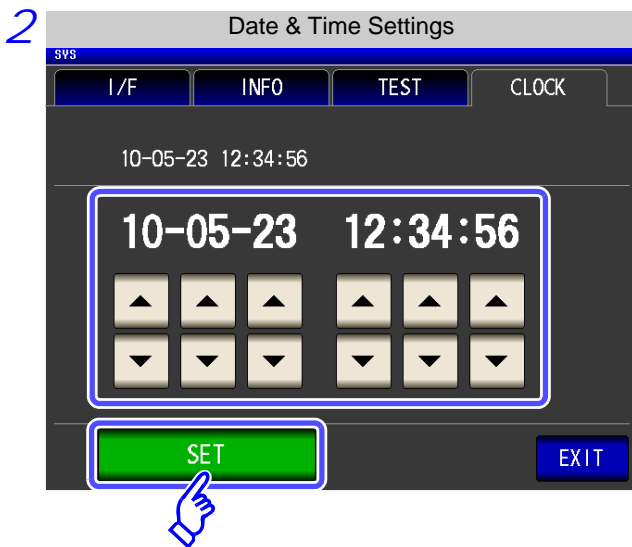 2
Date & Time Settings
SYS
I/F INFO TEST CLOCK
10-05-23 12:34:56
10-05-23 12:34:56
SET
EXIT